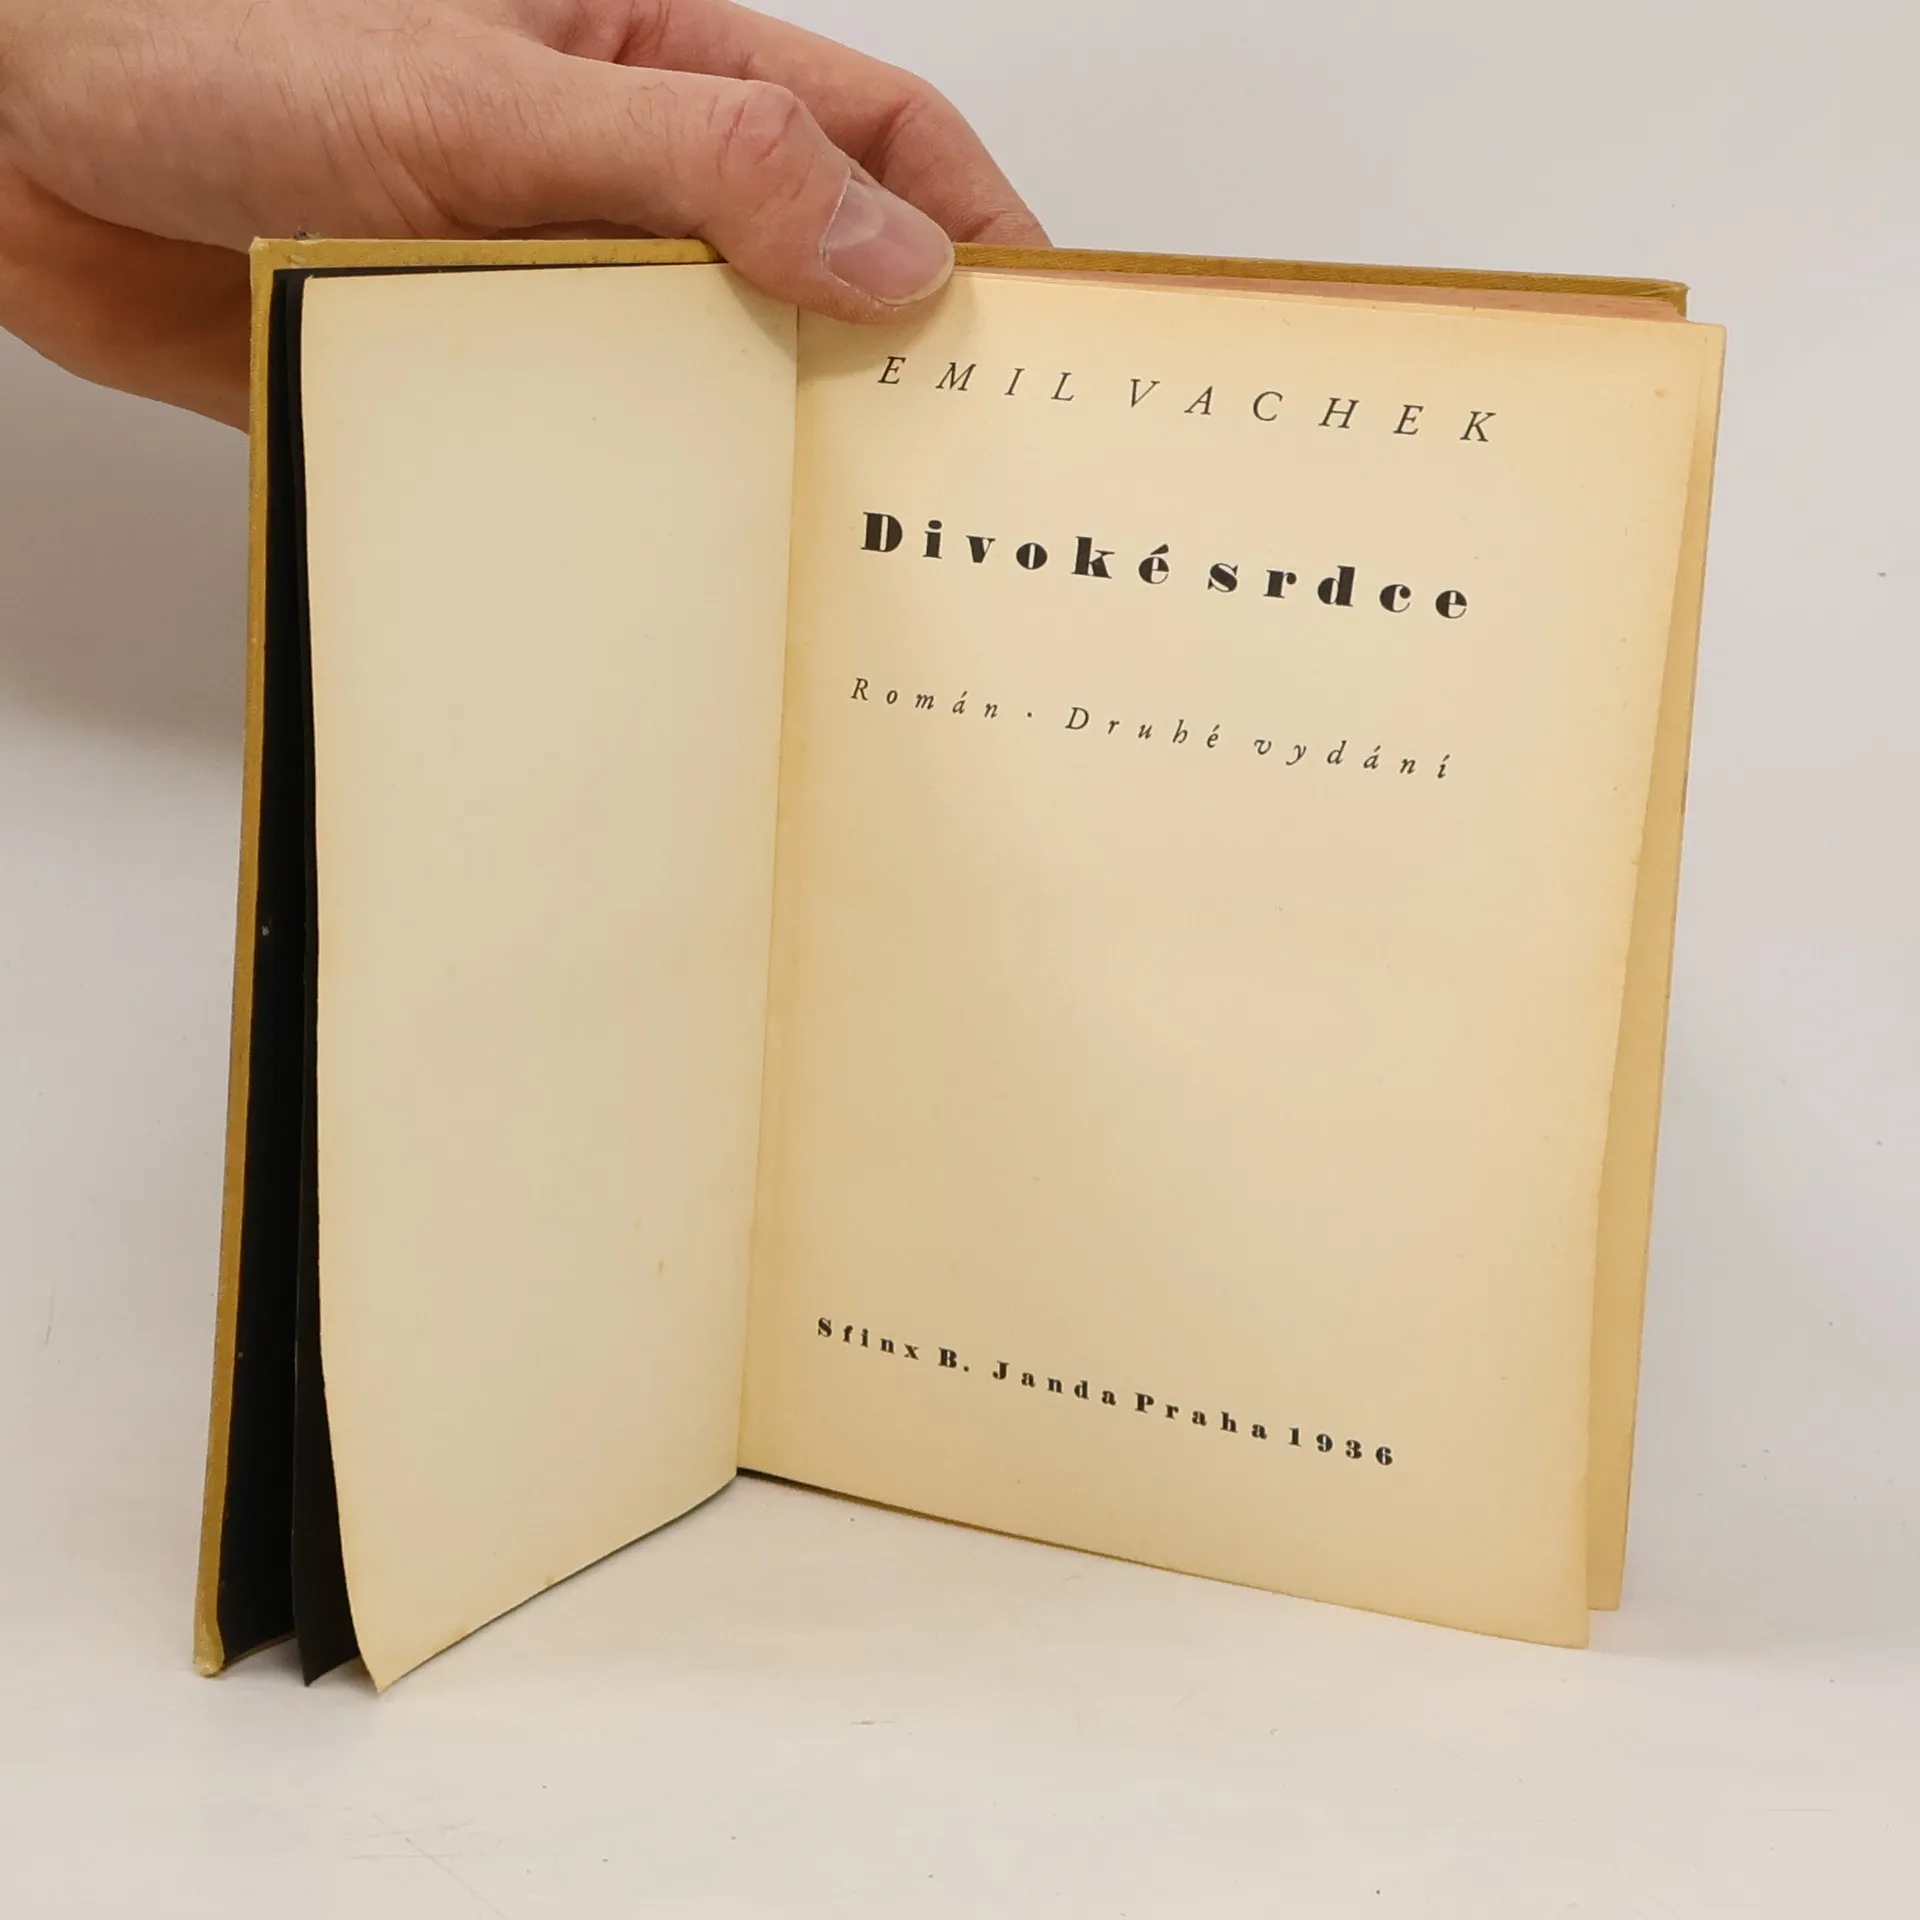 EMIL VACHEK
Divoké srdce
Román · Druhé vydání
Sfinx B. Janda Praha 1936